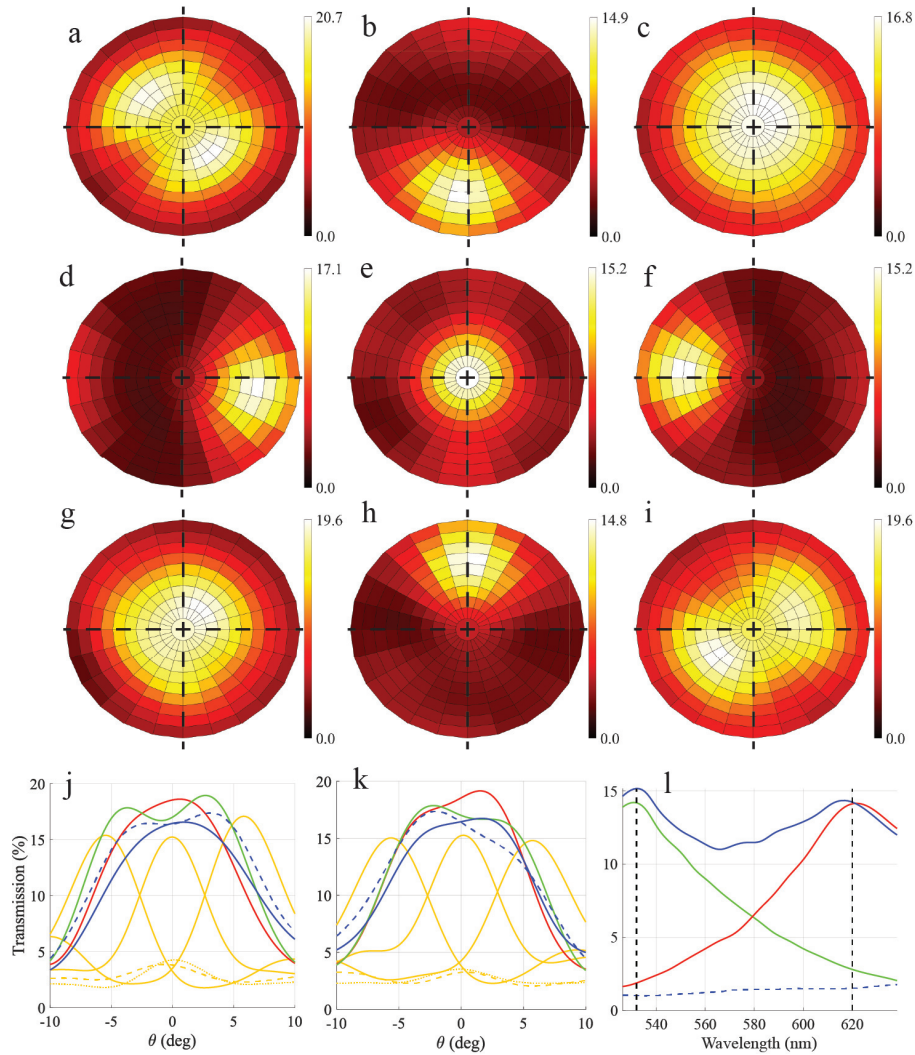 a
20.7
0.0
b
14.9
0.0
c
16.8
0.0
d
17.1
0.0
e
15.2
0.0
f
15.2
0.0
g
19.6
0.0
h
14.8
0.0
i
19.6
0.0
j
Transmission (%)
20
15
10
5
0
-10 -5 0 5 10
θ (deg)
k
20
15
10
5
0
-10 -5 0 5 10
θ (deg)
l
15
10
5
0
540 560 580 600 620
Wavelength (nm)